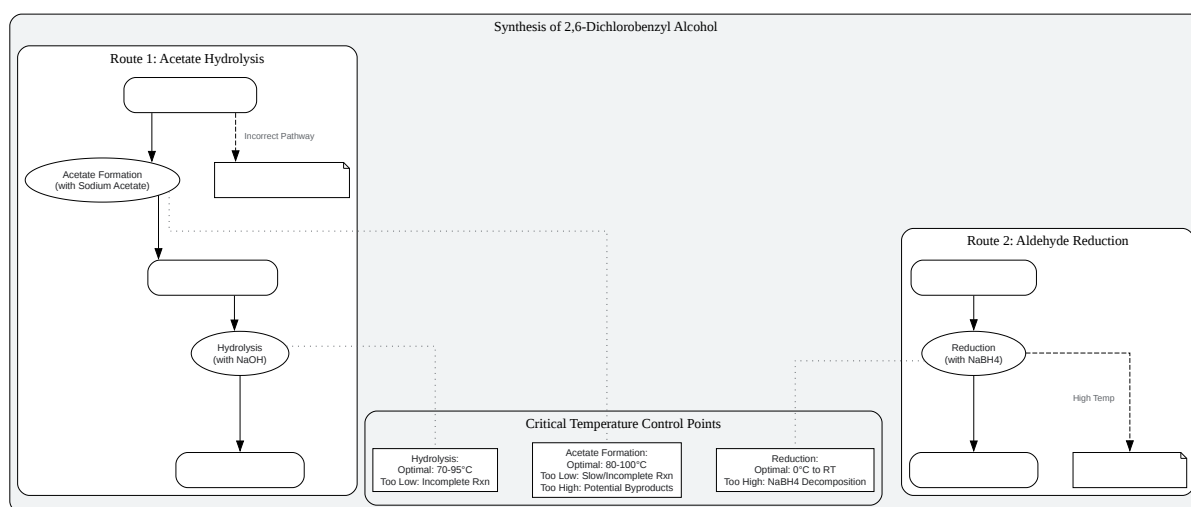 Synthesis of 2,6-Dichlorobenzyl Alcohol
Route 1: Acetate Hydrolysis
Incorrect Pathway
Acetate Formation
(with Sodium Acetate)
Hydrolysis
(with NaOH)
Route 2: Aldehyde Reduction
Reduction
(with NaBH4)
High Temp
Critical Temperature Control Points
Hydrolysis:
Optimal: 70-95°C
Too Low: Incomplete Rxn
Acetate Formation:
Optimal: 80-100°C
Too Low: Slow/Incomplete Rxn
Too High: Potential Byproducts
Reduction:
Optimal: 0°C to RT
Too High: NaBH4 Decomposition